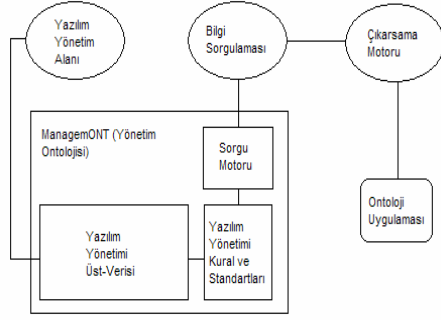 Yazılım
Yönetim
Alanı
Bilgi
Sorgulaması
Çıkarsama
Motoru
ManagemONT (Yönetim
Ontolojisi)
Sorgu
Motoru
Ontoloji
Uygulaması
Yazılım
Yönetimi
Üst-Verisi
Yazılım
Yönetimi
Kural ve
Standartları